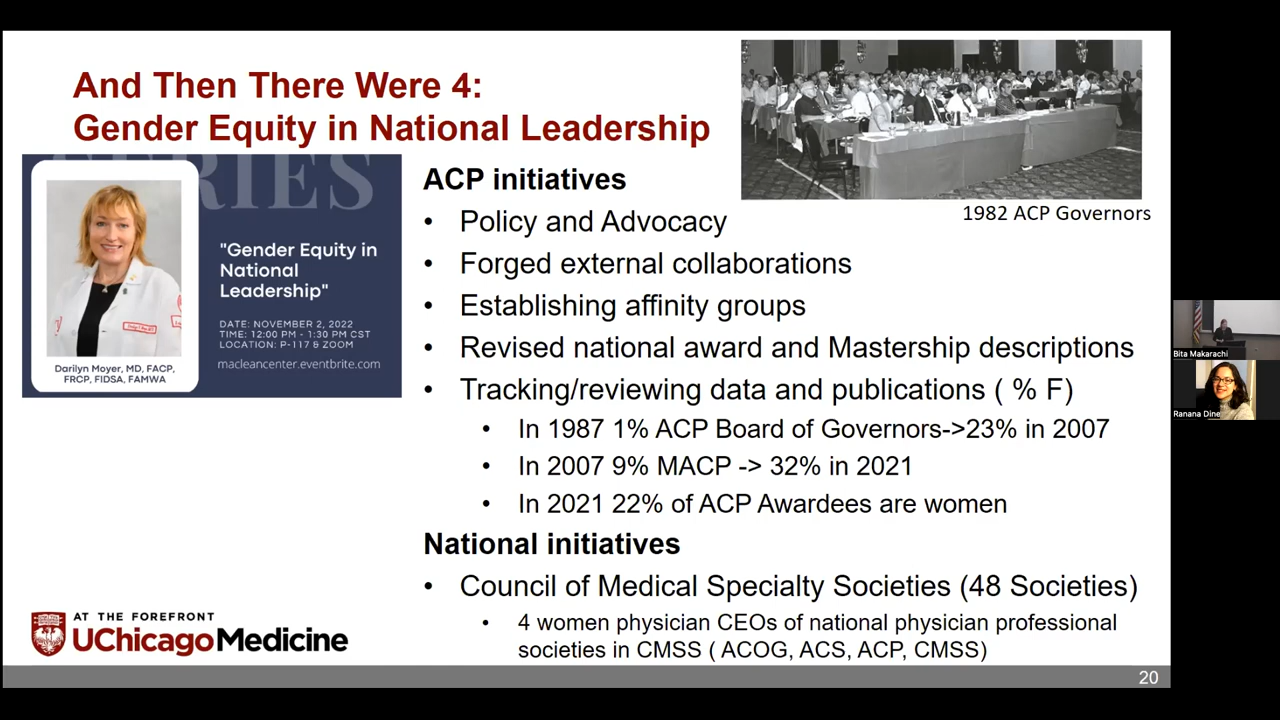 And Then There Were 4:
Gender Equity in National Leadership
1982 ACP Governors
"Gender Equity in
National
Leadership"
DATE: NOVEMBER 2, 2022
TIME: 12:00 PM - 1:30 PM CST
LOCATION: P-117 & ZOOM
macleancenter.eventbrite.com
Darilyn Moyer, MD, FACP,
FRCP, FIDSA, FAMWA
ACP initiatives
• Policy and Advocacy
• Forged external collaborations
• Establishing affinity groups
• Revised national award and Mastership descriptions
• Tracking/reviewing data and publications ( % F)
• In 1987 1% ACP Board of Governors->23% in 2007
• In 2007 9% MACP -> 32% in 2021
• In 2021 22% of ACP Awardees are women
National initiatives
• Council of Medical Specialty Societies (48 Societies)
• 4 women physician CEOs of national physician professional
societies in CMSS ( ACOG, ACS, ACP, CMSS)
AT THE FOREFRONT
UChicago Medicine
20
Bita Makarachi
Ranana Dine